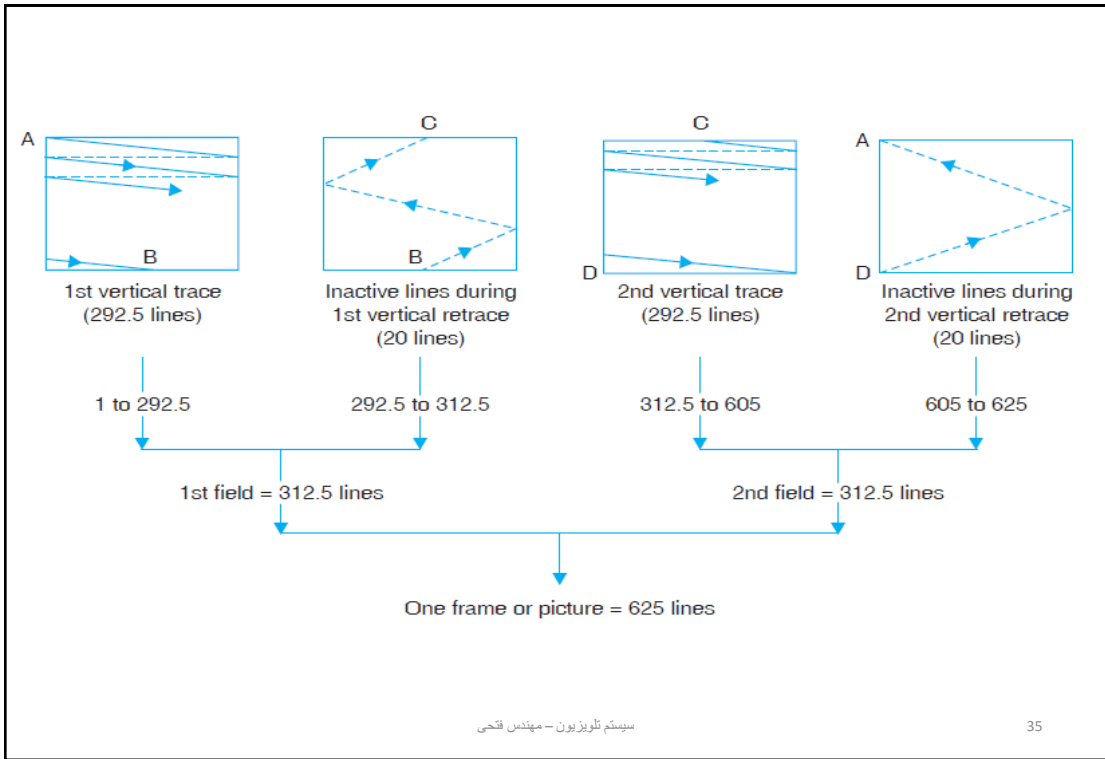 A
C
C
A
B
B
D
D
1st vertical trace
(292.5 lines)
Inactive lines during
1st vertical retrace
(20 lines)
2nd vertical trace
(292.5 lines)
Inactive lines during
2nd vertical retrace
(20 lines)
1 to 292.5
292.5 to 312.5
312.5 to 605
605 to 625
1st field = 312.5 lines
2nd field = 312.5 lines
One frame or picture = 625 lines
سیستم تلویزیون – مهندس فتحی
35